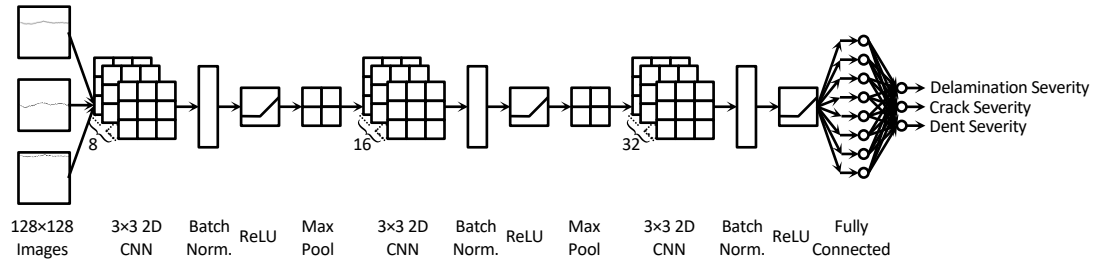 Delamination Severity
Crack Severity
Dent Severity
8
16
32
128×128 Images
3×3 2D CNN
Batch Norm.
ReLU
Max Pool
3×3 2D CNN
Batch Norm.
ReLU
Max Pool
3×3 2D CNN
Batch Norm.
ReLU
Fully Connected